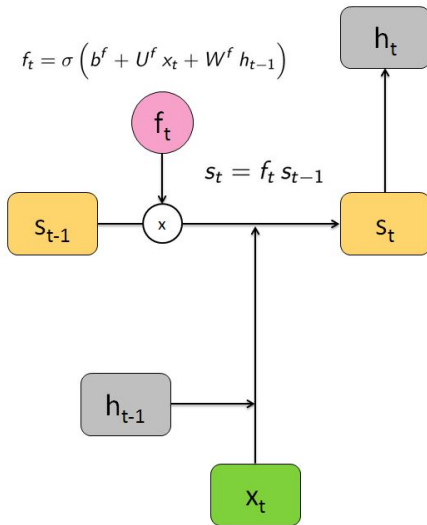 h_t
f_t = σ ( b^f + U^f x_t + W^f h_{t-1} )
f_t
s_t = f_t s_{t-1}
s_{t-1}
x
s_t
h_{t-1}
x_t